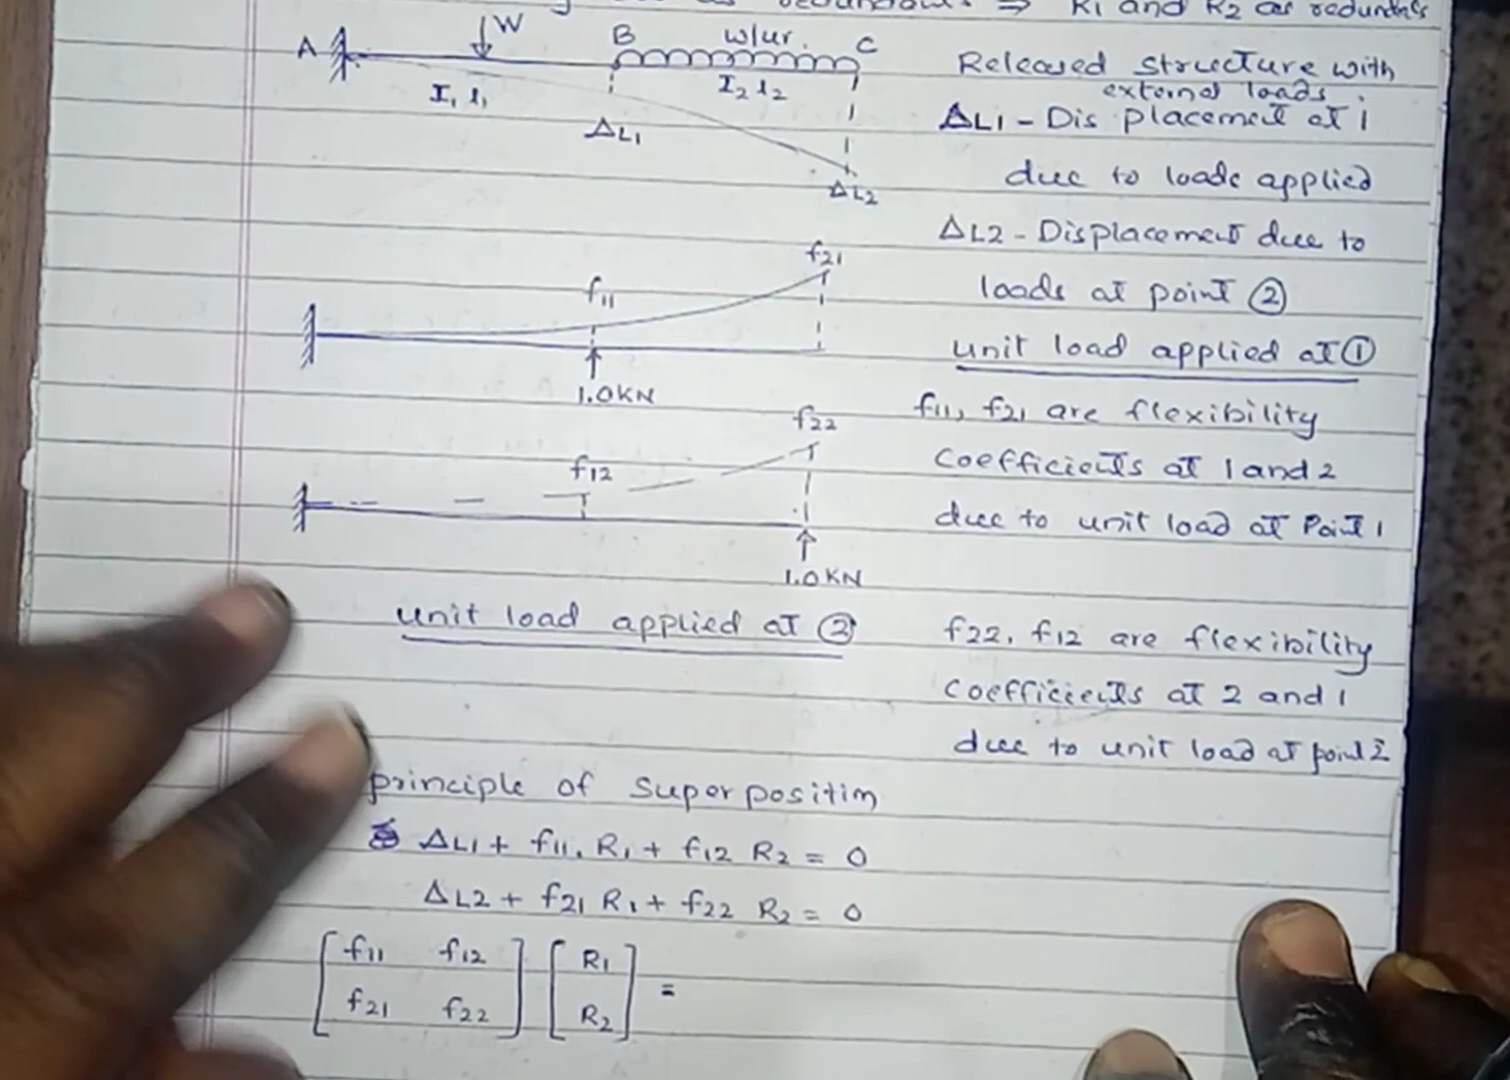 ⇒ R1 and R2 as redundants
W
A
B
w/ur.
C
I1 l1
I2 l2
ΔL1
ΔL2
Released structure with
external loads.
ΔL1 - Displacement at 1
due to loads applied
ΔL2 - Displacement due to
loads at point ②
f11
f21
1.0KN
unit load applied at ①
f11, f21 are flexibility
coefficients at 1 and 2
due to unit load at Point 1
f12
f22
1.0KN
unit load applied at ②
f22, f12 are flexibility
coefficients at 2 and 1
due to unit load at point 2
principle of superposition
ΔL1 + f11. R1 + f12 R2 = 0
ΔL2 + f21 R1 + f22 R2 = 0
f11 f12 R1 =
f21 f22 R2